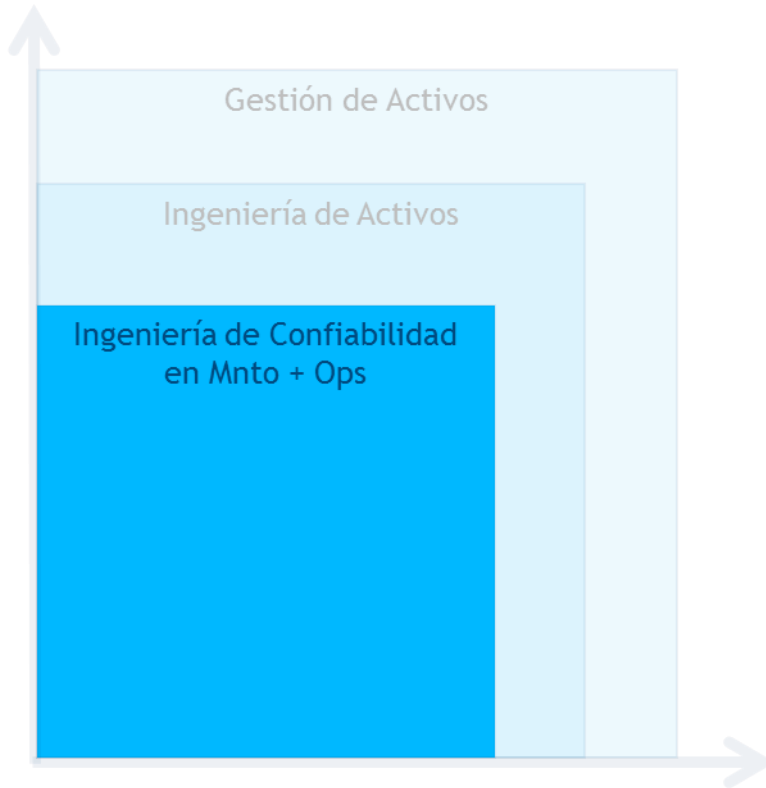 Gestión de Activos
Ingeniería de Activos
Ingeniería de Confiabilidad
en Mnto + Ops